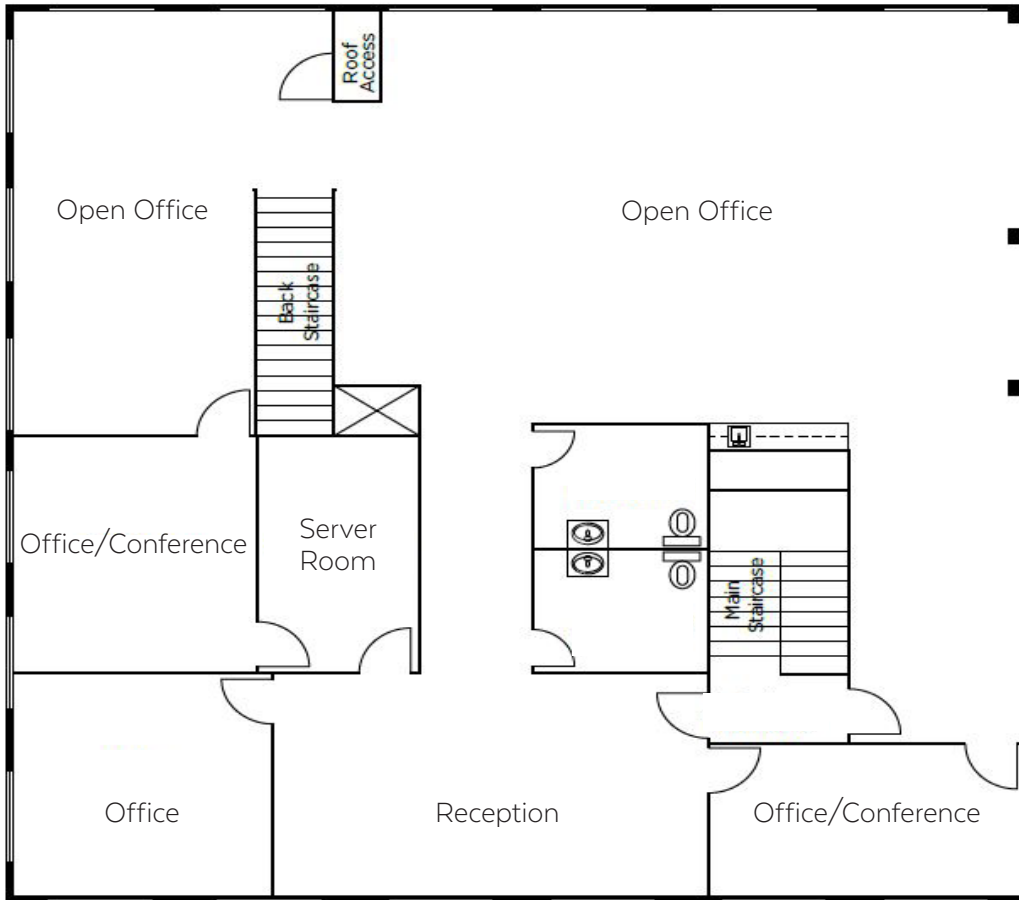 Roof
Access
Open Office
Open Office
Back
Staircase
Office/Conference
Server
Room
Main
Staircase
Office
Reception
Office/Conference